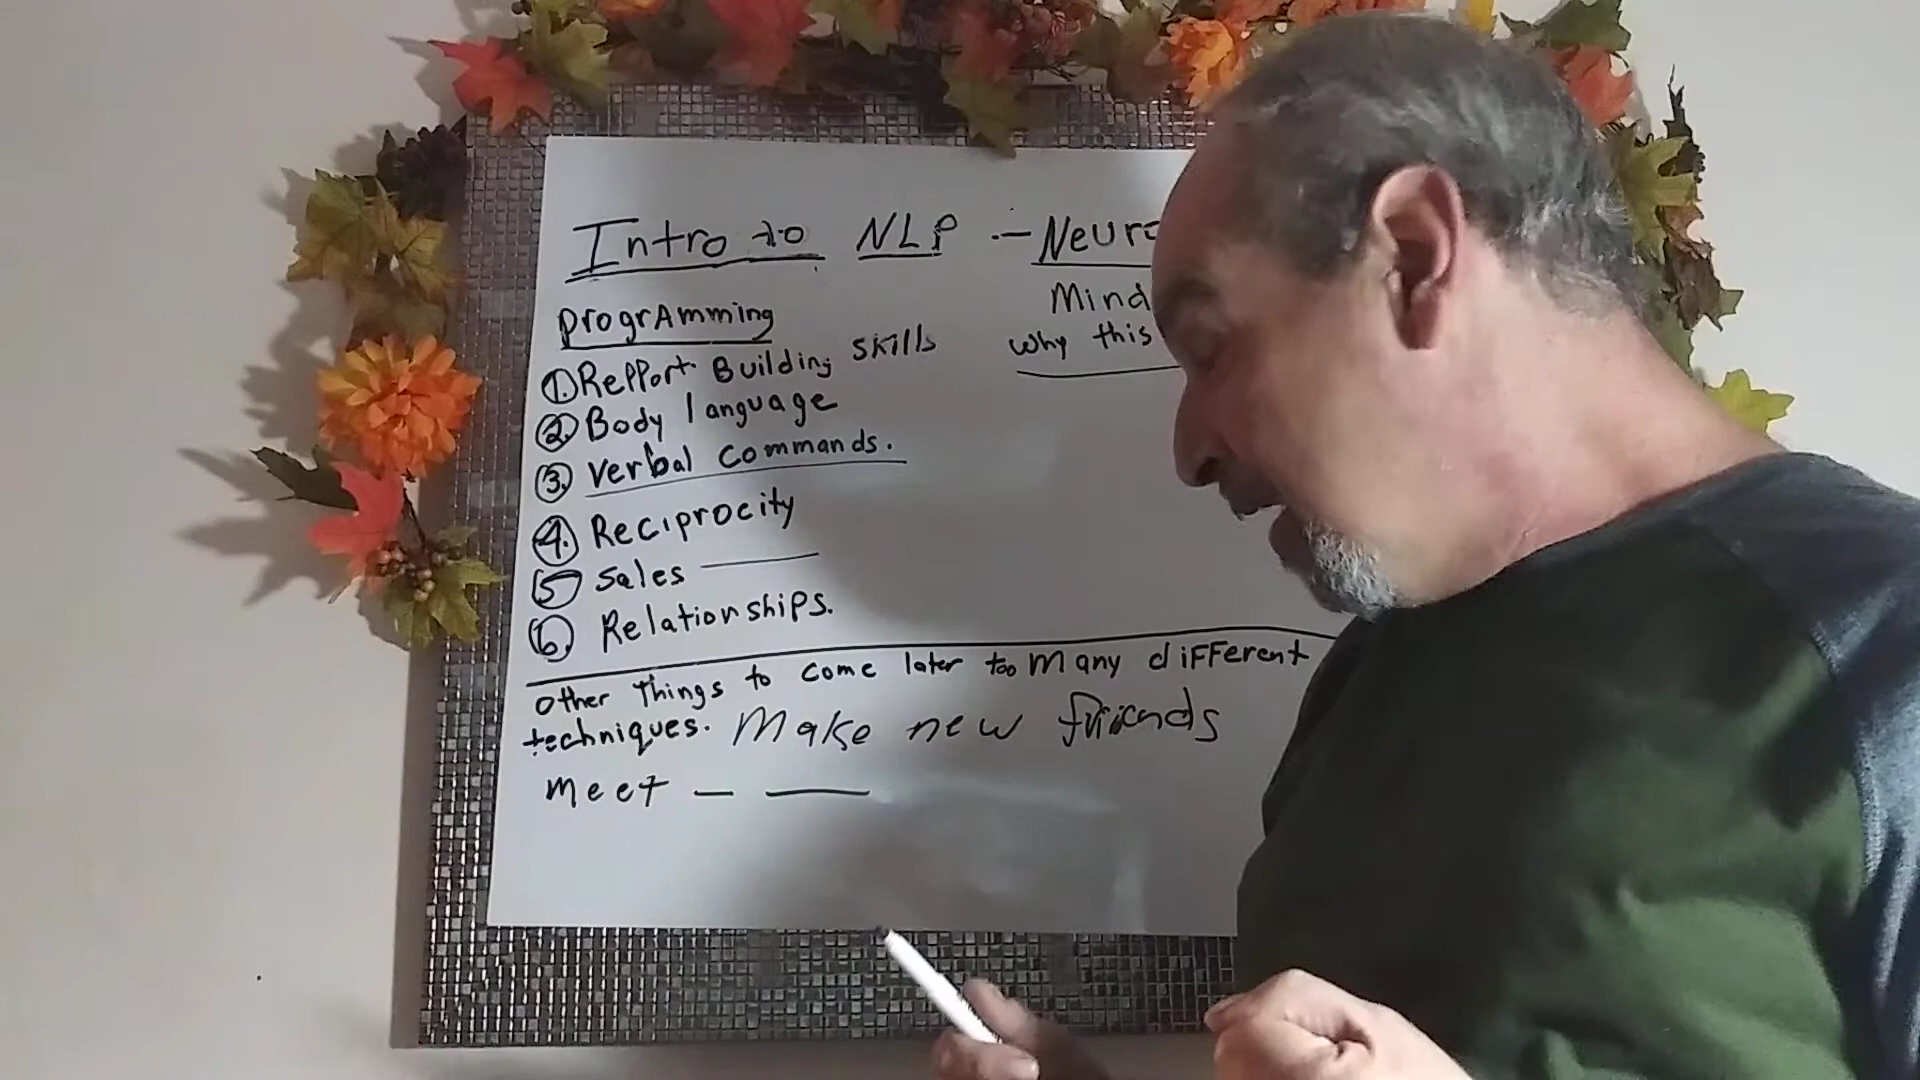 Intro to NLP - Neuro
Mind
programming
why this
1. Repport Building skills
2. Body language
3. verbal commands.
4. Reciprocity
5 sales
6. Relationships.
other things to come later too many different
techniques. Make new friends
meet